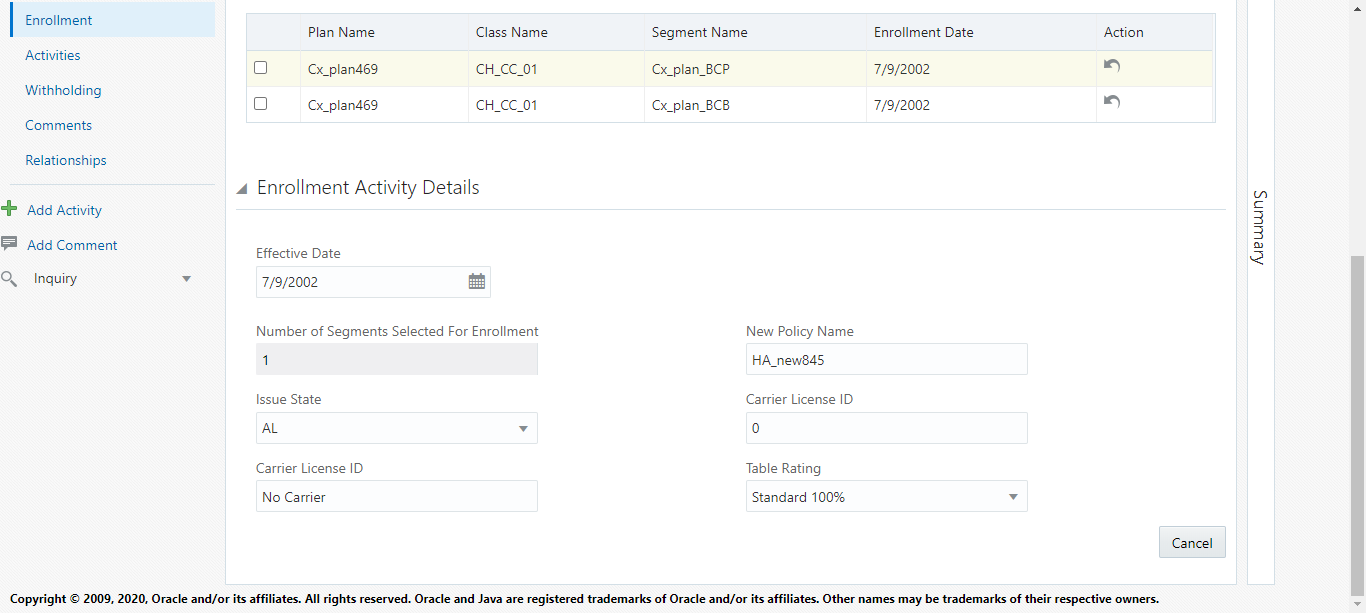 Enrollment
Activities
Withholding
Comments
Relationships
Add Activity
Add Comment
Inquiry
Plan Name Class Name Segment Name Enrollment Date Action
Cx_plan469 CH_CC_01 Cx_plan_BCP 7/9/2002
Cx_plan469 CH_CC_01 Cx_plan_BCB 7/9/2002
Enrollment Activity Details
Effective Date
7/9/2002
Number of Segments Selected For Enrollment New Policy Name
1 HA_new845
Issue State Carrier License ID
AL 0
Carrier License ID Table Rating
No Carrier Standard 100%
Cancel
Summary
Copyright © 2009, 2020, Oracle and/or its affiliates. All rights reserved. Oracle and Java are registered trademarks of Oracle and/or its affiliates. Other names may be trademarks of their respective owners.